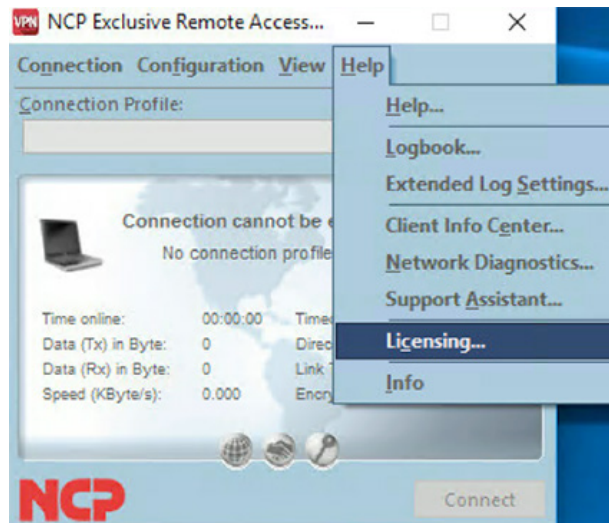 VPN NCP Exclusive Remote Access...
Connection Configuration View Help
Connection Profile:
Help...
Logbook...
Extended Log Settings...
Client Info Center...
Network Diagnostics...
Support Assistant...
Licensing...
Info
Connection cannot be
No connection profile
Time online: 00:00:00
Data (Tx) in Byte: 0
Data (Rx) in Byte: 0
Speed (KByte/s): 0.000
Link
NCP
Connect